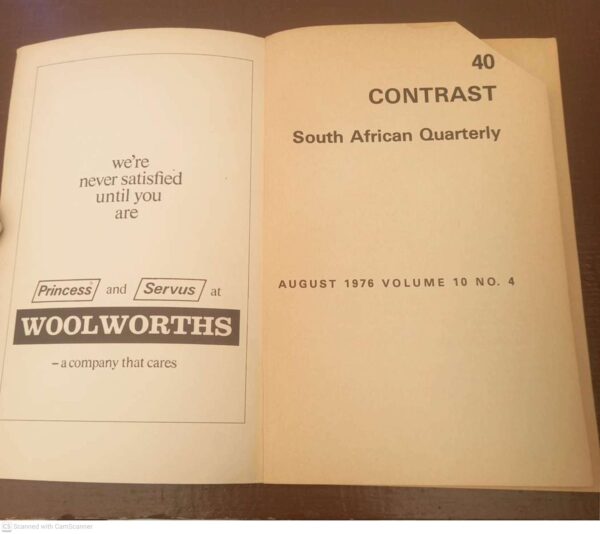 we're
never satisfied
until you
are
Princess and Servus at
WOOLWORTHS
– a company that cares
40
CONTRAST
South African Quarterly
AUGUST 1976 VOLUME 10 NO. 4
CS Scanned with CamScanner